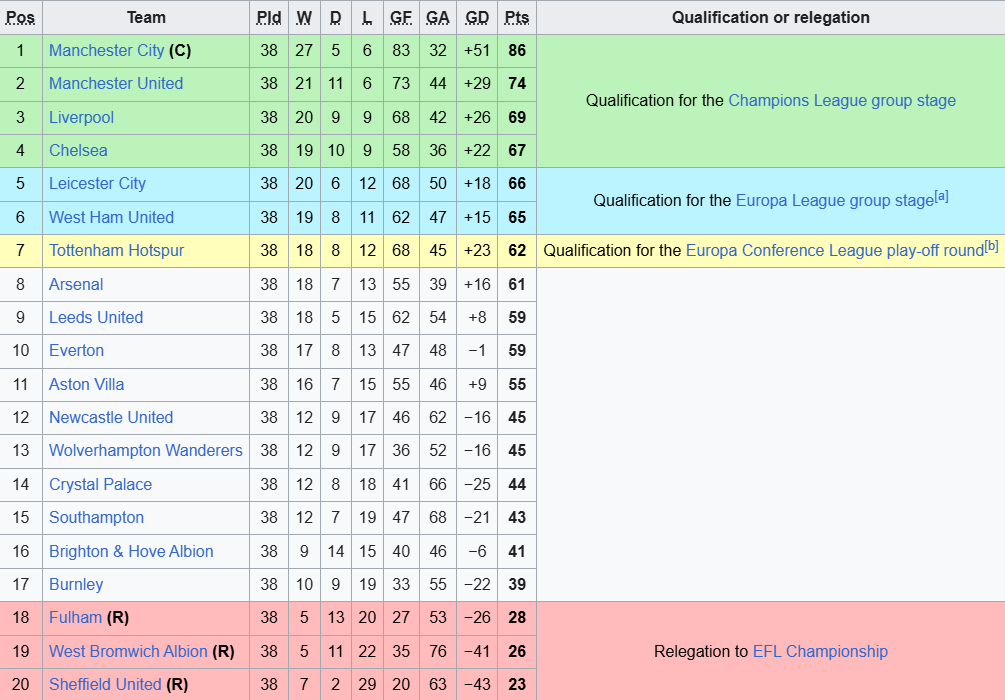 Pos Team Pld W D L GF GA GD Pts Qualification or relegation
1 Manchester City (C) 38 27 5 6 83 32 +51 86
2 Manchester United 38 21 11 6 73 44 +29 74
Qualification for the Champions League group stage
3 Liverpool 38 20 9 9 68 42 +26 69
4 Chelsea 38 19 10 9 58 36 +22 67
5 Leicester City 38 20 6 12 68 50 +18 66
Qualification for the Europa League group stage[a]
6 West Ham United 38 19 8 11 62 47 +15 65
7 Tottenham Hotspur 38 18 8 12 68 45 +23 62 Qualification for the Europa Conference League play-off round[b]
8 Arsenal 38 18 7 13 55 39 +16 61
9 Leeds United 38 18 5 15 62 54 +8 59
10 Everton 38 17 8 13 47 48 −1 59
11 Aston Villa 38 16 7 15 55 46 +9 55
12 Newcastle United 38 12 9 17 46 62 −16 45
13 Wolverhampton Wanderers 38 12 9 17 36 52 −16 45
14 Crystal Palace 38 12 8 18 41 66 −25 44
15 Southampton 38 12 7 19 47 68 −21 43
16 Brighton & Hove Albion 38 9 14 15 40 46 −6 41
17 Burnley 38 10 9 19 33 55 −22 39
18 Fulham (R) 38 5 13 20 27 53 −26 28
19 West Bromwich Albion (R) 38 5 11 22 35 76 −41 26 Relegation to EFL Championship
20 Sheffield United (R) 38 7 2 29 20 63 −43 23